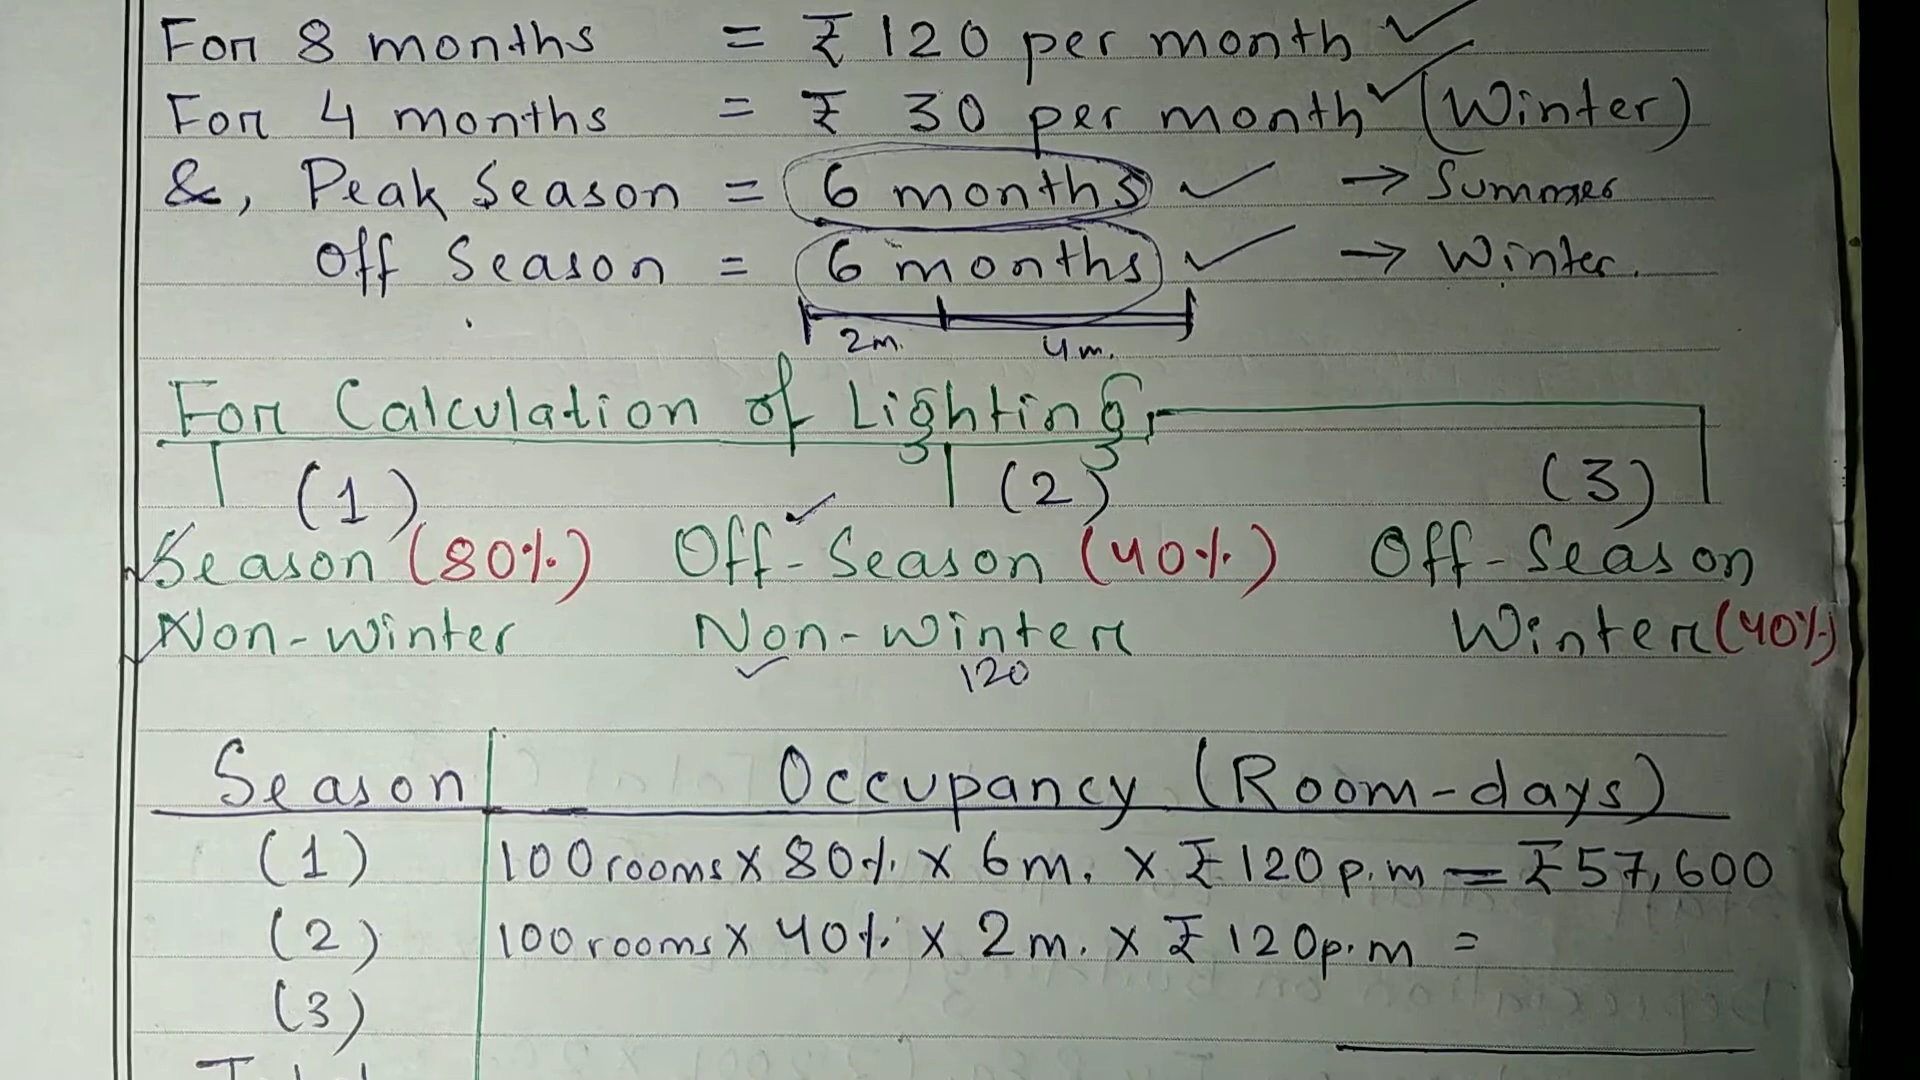 For 8 months = ₹ 120 per month ✓
For 4 months = ₹ 30 per month ✓ (Winter)
&, Peak Season = 6 months ✓ → Summer
Off Season = 6 months ✓ → Winter.
2m. 4m.
For Calculation of Lighting
(1) (2) (3)
Season (80%) Off-Season (40%) Off-Season
Non-winter Non-winter Winter (40%)
120
Season Occupancy (Room-days)
(1) 100 rooms x 80% x 6m. x ₹ 120 p.m = ₹ 57,600
(2) 100 rooms x 40% x 2m. x ₹ 120 p.m =
(3)